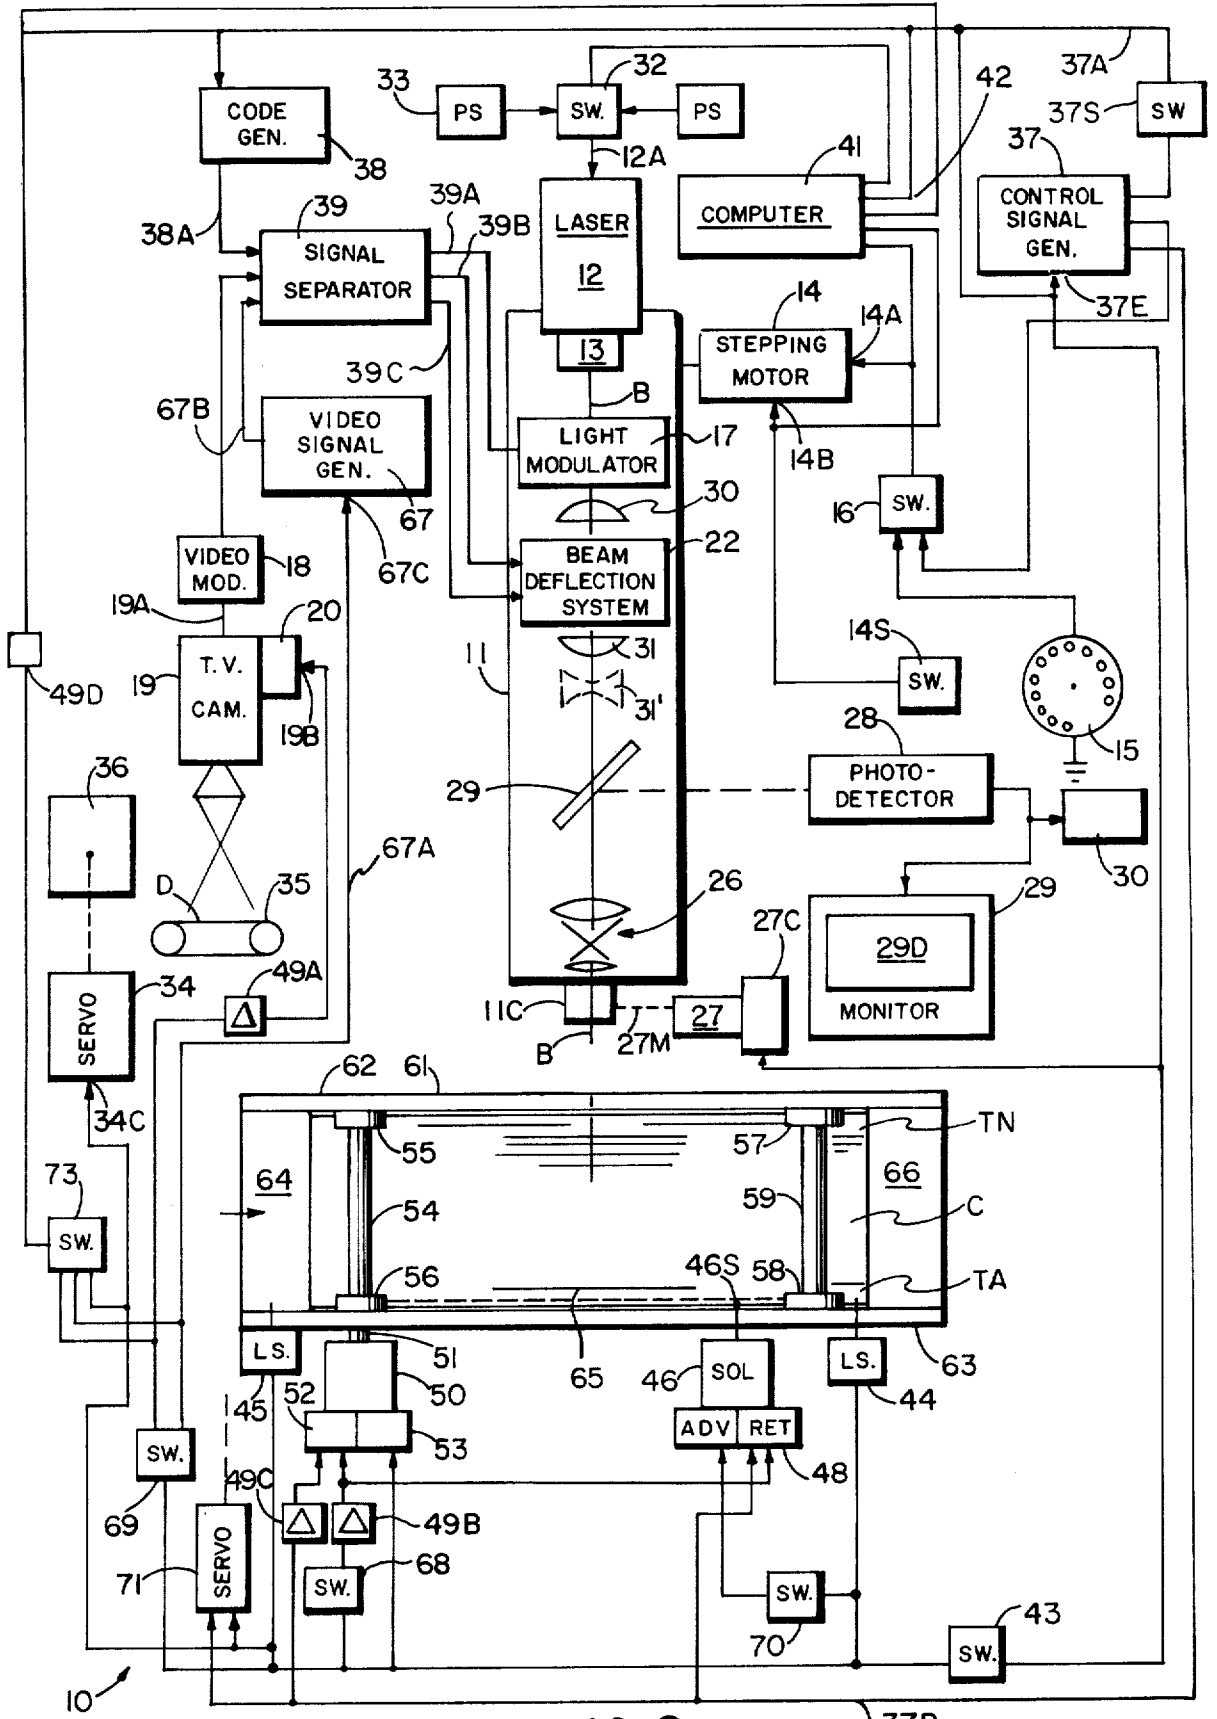 32
33
PS
SW.
PS
12A
42
37A
37S
SW
CODE
GEN.
38
38A
39
SIGNAL
SEPARATOR
39A
39B
39C
LASER
12
13
41
COMPUTER
37
CONTROL
SIGNAL
GEN.
37E
14
14A
STEPPING
MOTOR
14B
B
67B
VIDEO
SIGNAL
GEN.
67
67C
LIGHT
MODULATOR
17
30
16
SW.
BEAM
DEFLECTION
SYSTEM
22
VIDEO
MOD.
18
19A
20
T.V.
CAM.
19
19B
49D
11
31
31'
14S
SW.
15
28
PHOTO-
DETECTOR
30
29
36
67A
D
35
26
27C
29
29D
MONITOR
34
SERVO
34C
49A
Δ
11C
B
27
27M
62
61
55
57
TN
64
54
59
66
C
73
SW.
56
46S
58
TA
LS.
45
51
50
65
46
SOL
LS.
44
63
52
53
ADV
RET
48
SW.
69
49C
Δ
Δ
49B
71
SERVO
SW.
68
SW.
70
43
SW.
10